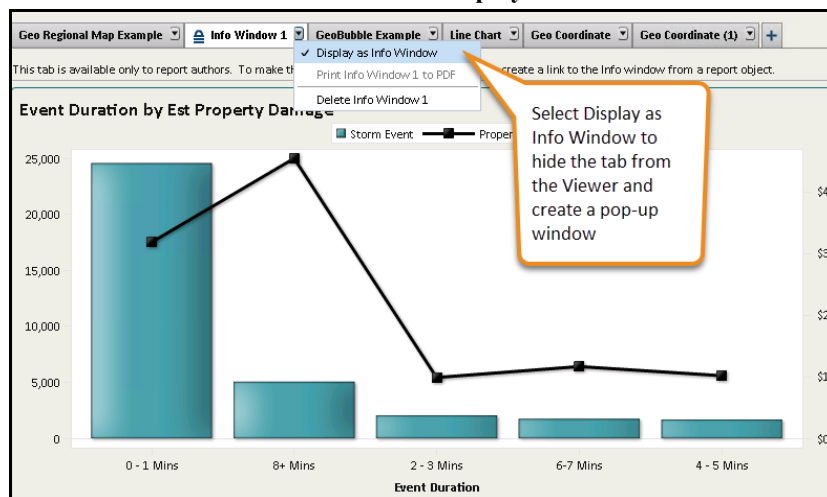 Geo Regional Map Example Info Window 1 GeoBubble Example Line Chart Geo Coordinate Geo Coordinate (1) +
✓ Display as Info Window
This tab is available only to report authors. To make th create a link to the Info window from a report object.
Print Info Window 1 to PDF
Delete Info Window 1
Select Display as
Info Window to
hide the tab from
the Viewer and
create a pop-up
window
Event Duration by Est Property Damage
Storm Event Proper
25,000
20,000
15,000
10,000
5,000
0
$4
$3
$2
$1
$0
0 - 1 Mins 8+ Mins 2 - 3 Mins 6-7 Mins 4 - 5 Mins
Event Duration